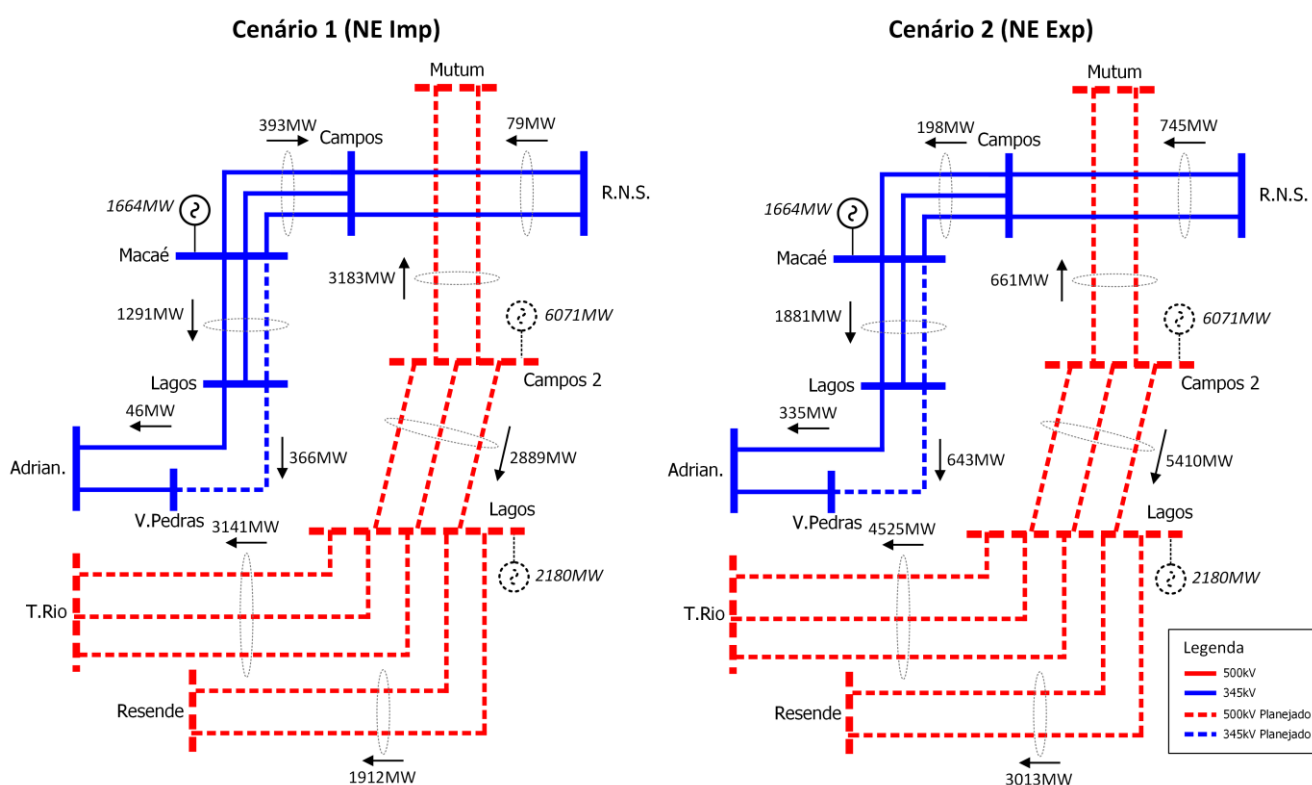 Cenário 1 (NE Imp)
Mutum
393MW
Campos
79MW
R.N.S.
1664MW
Macaé
3183MW
1291MW
6071MW
Lagos
Campos 2
46MW
366MW
2889MW
Adrian.
V.Pedras
Lagos
3141MW
2180MW
T.Rio
Resende
1912MW
Cenário 2 (NE Exp)
Mutum
198MW
Campos
745MW
R.N.S.
1664MW
Macaé
661MW
1881MW
6071MW
Lagos
Campos 2
335MW
643MW
5410MW
Adrian.
V.Pedras
Lagos
4525MW
2180MW
T.Rio
Resende
3013MW
Legenda
500kV
345kV
500kV Planejado
345kV Planejado